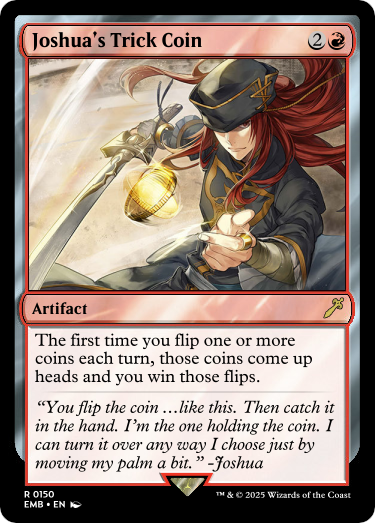 Joshua's Trick Coin 2
Artifact
The first time you flip one or more
coins each turn, those coins come up
heads and you win those flips.
“You flip the coin …like this. Then catch it
in the hand. I'm the one holding the coin. I
can turn it over any way I choose just by
moving my palm a bit.” -Joshua
R 0150
EMB • EN
™ & © 2025 Wizards of the Coast